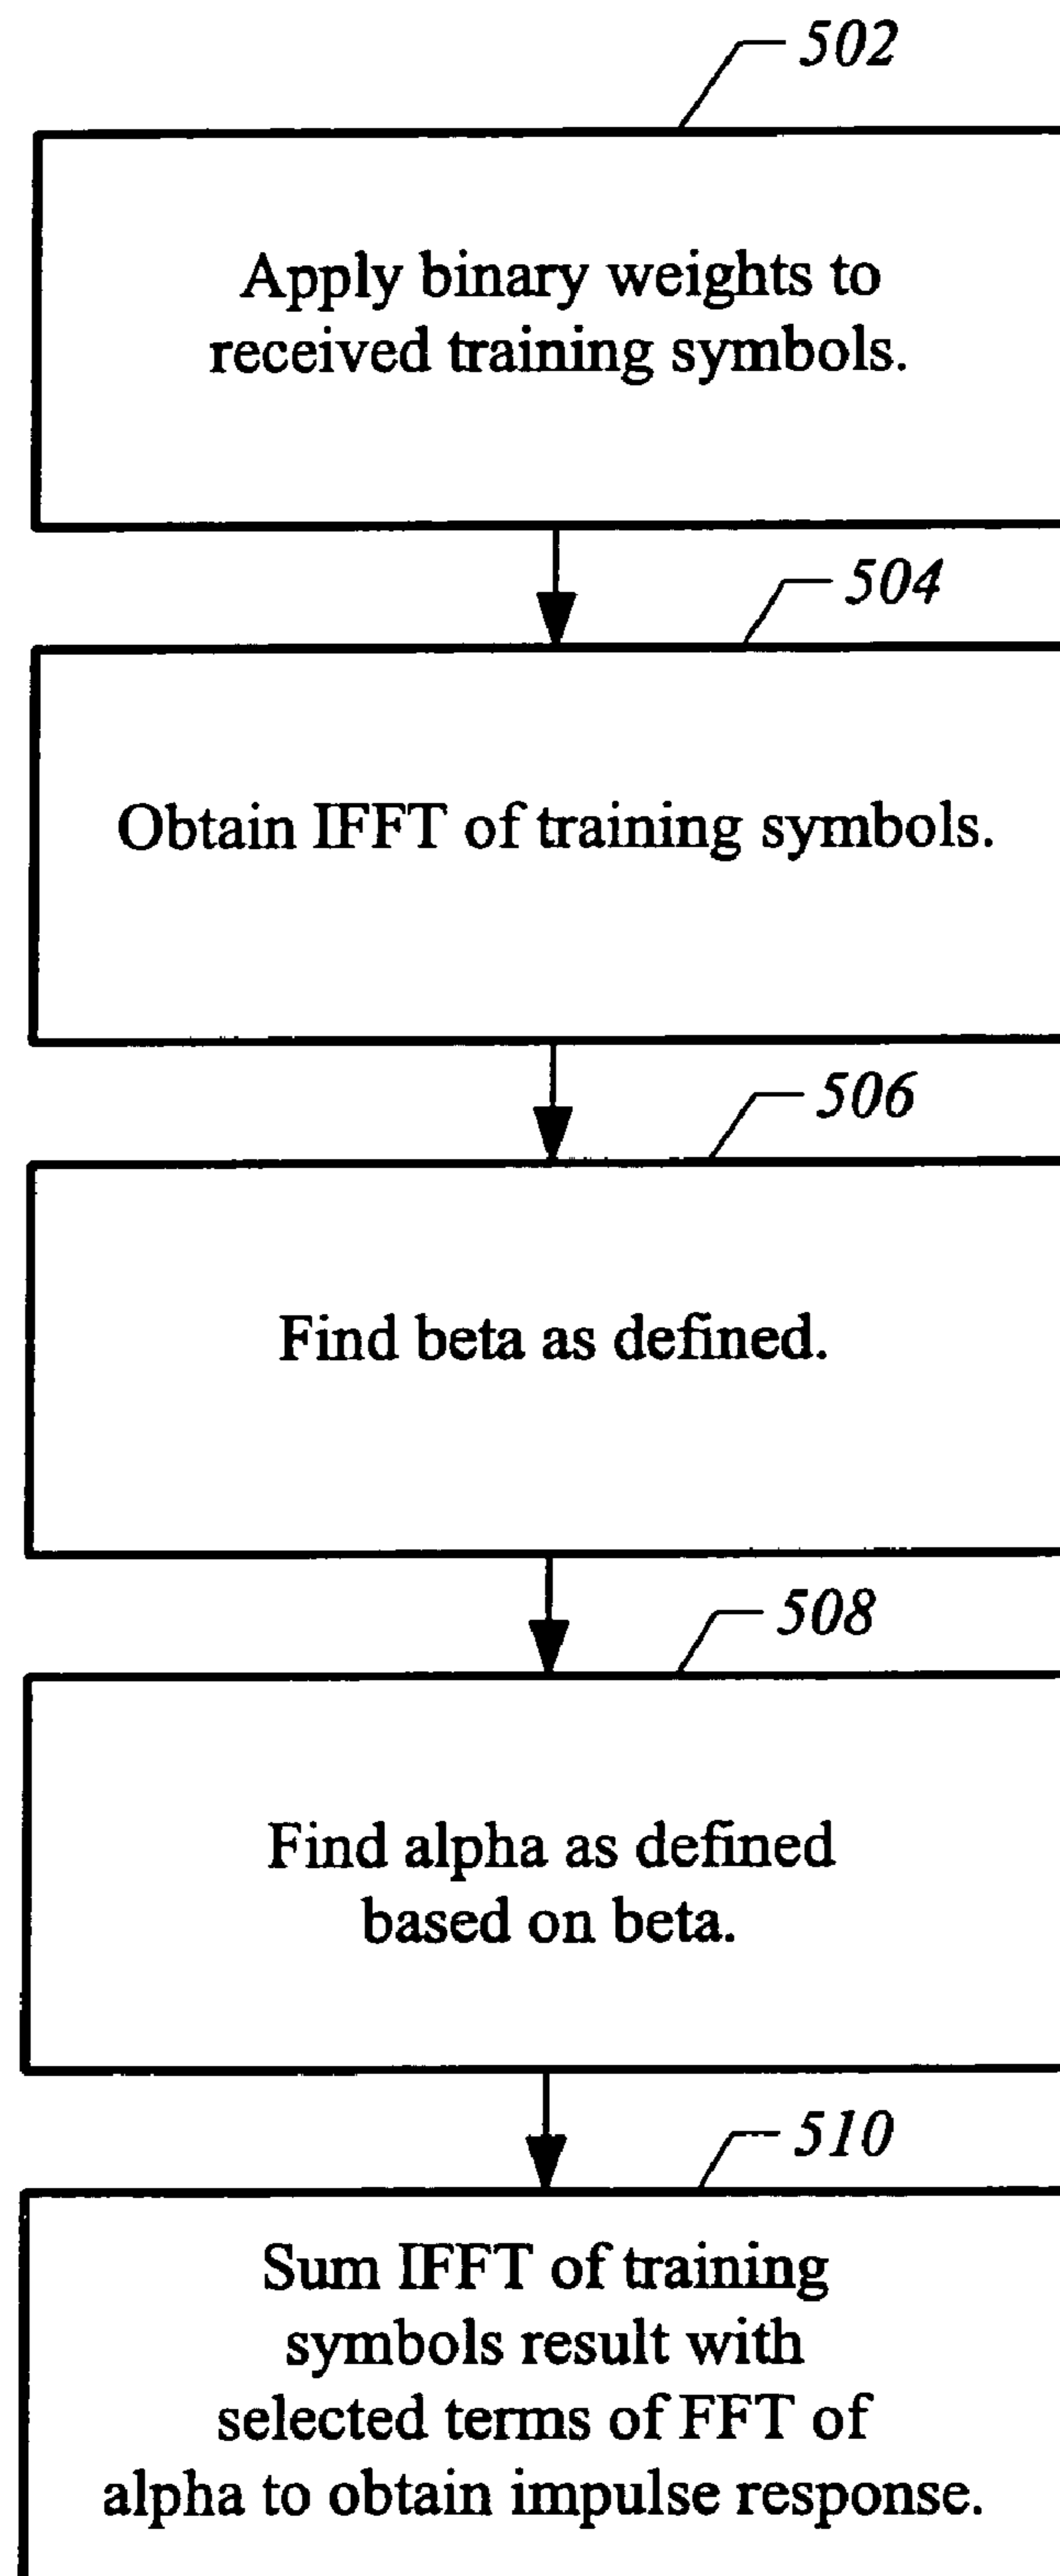 502
Apply binary weights to
received training symbols.
504
Obtain IFFT of training symbols.
506
Find beta as defined.
508
Find alpha as defined
based on beta.
510
Sum IFFT of training
symbols result with
selected terms of FFT of
alpha to obtain impulse response.